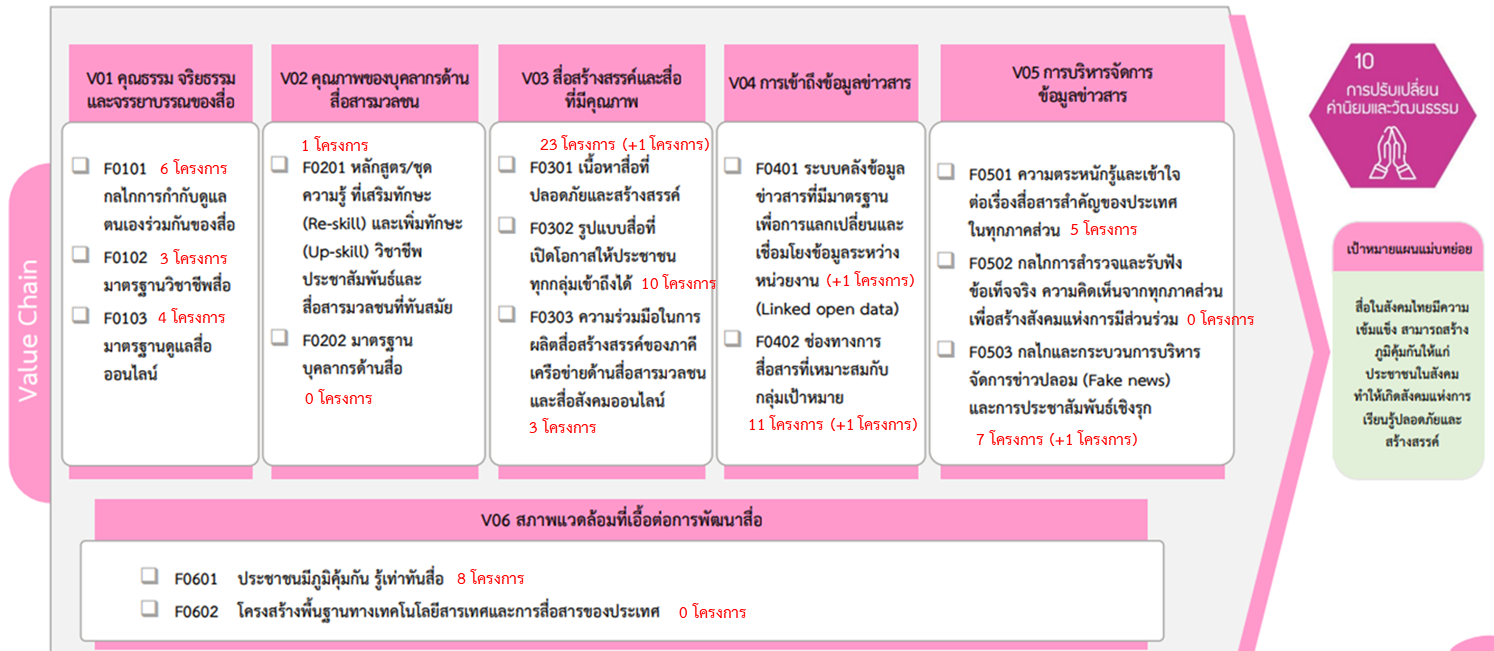 Value Chain
V01 คุณธรรม จริยธรรม
และจรรยาบรรณของสื่อ
F0101 6 โครงการ
กลไกการกำกับดูแล
ตนเองร่วมกันของสื่อ
F0102 3 โครงการ
มาตรฐานวิชาชีพสื่อ
F0103 4 โครงการ
มาตรฐานดูแลสื่อ
ออนไลน์
V02 คุณภาพของบุคลากรด้าน
สื่อสารมวลชน
1 โครงการ
F0201 หลักสูตร/ชุด
ความรู้ ที่เสริมทักษะ
(Re-skill) และเพิ่มทักษะ
(Up-skill) วิชาชีพ
ประชาสัมพันธ์และ
สื่อสารมวลชนที่ทันสมัย
F0202 มาตรฐาน
บุคลากรด้านสื่อ
0 โครงการ
V03 สื่อสร้างสรรค์และสื่อ
ที่มีคุณภาพ
23 โครงการ (+1 โครงการ)
F0301 เนื้อหาสื่อที่
ปลอดภัยและสร้างสรรค์
F0302 รูปแบบสื่อที่
เปิดโอกาสให้ประชาชน
ทุกกลุ่มเข้าถึงได้ 10 โครงการ
F0303 ความร่วมมือในการ
ผลิตสื่อสร้างสรรค์ของภาคี
เครือข่ายด้านสื่อสารมวลชน
และสื่อสังคมออนไลน์
3 โครงการ
V04 การเข้าถึงข้อมูลข่าวสาร
F0401 ระบบคลังข้อมูล
ข่าวสารที่มีมาตรฐาน
เพื่อการแลกเปลี่ยนและ
เชื่อมโยงข้อมูลระหว่าง
หน่วยงาน (+1 โครงการ)
(Linked open data)
F0402 ช่องทางการ
สื่อสารที่เหมาะสมกับ
กลุ่มเป้าหมาย
11 โครงการ (+1 โครงการ)
V05 การบริหารจัดการ
ข้อมูลข่าวสาร
F0501 ความตระหนักรู้และเข้าใจ
ต่อเรื่องสื่อสารสำคัญของประเทศ
ในทุกภาคส่วน 5 โครงการ
F0502 กลไกการสำรวจและรับฟัง
ข้อเท็จจริง ความคิดเห็นจากทุกภาคส่วน
เพื่อสร้างสังคมแห่งการมีส่วนร่วม 0 โครงการ
F0503 กลไกและกระบวนการบริหาร
จัดการข่าวปลอม (Fake news)
และการประชาสัมพันธ์เชิงรุก
7 โครงการ (+1 โครงการ)
V06 สภาพแวดล้อมที่เอื้อต่อการพัฒนาสื่อ
F0601 ประชาชนมีภูมิคุ้มกัน รู้เท่าทันสื่อ 8 โครงการ
F0602 โครงสร้างพื้นฐานทางเทคโนโลยีสารเทศและการสื่อสารของประเทศ 0 โครงการ
10
การปรับเปลี่ยน
ค่านิยมและวัฒนธรรม
เป้าหมายแผนแม่บทย่อย
สื่อในสังคมไทยมีความ
เข้มแข็ง สามารถสร้าง
ภูมิคุ้มกันให้แก่
ประชาชนในสังคม
ทำให้เกิดสังคมแห่งการ
เรียนรู้ปลอดภัยและ
สร้างสรรค์